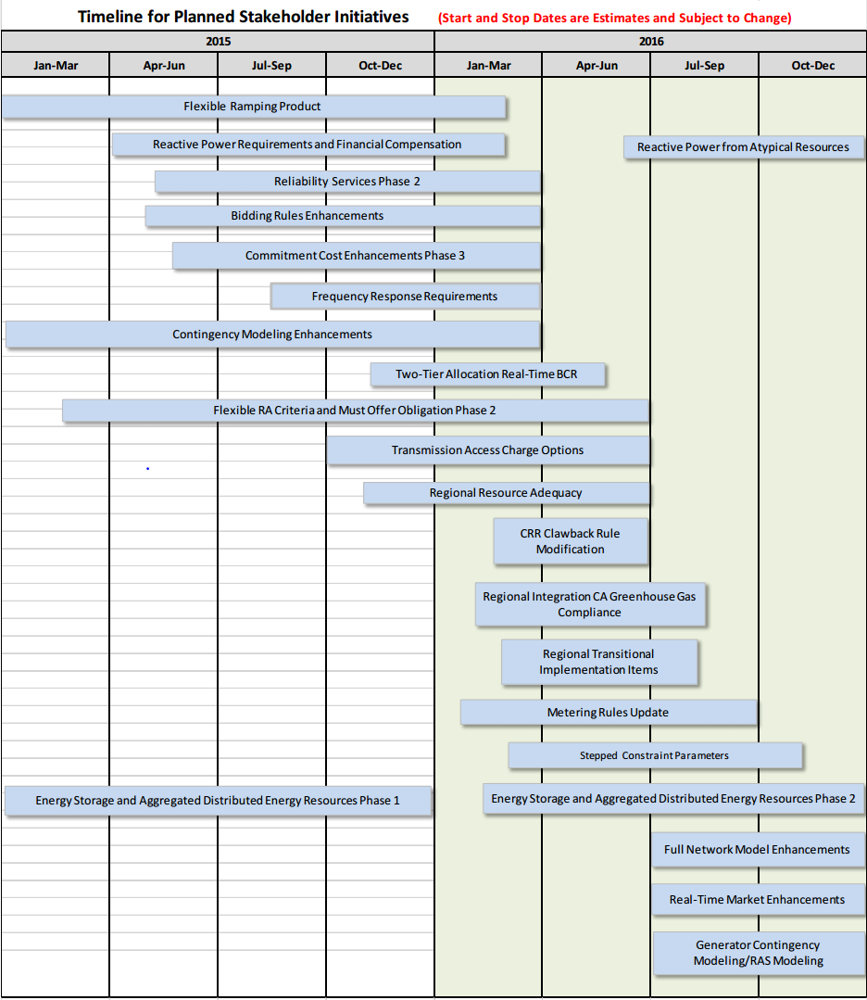 Timeline for Planned Stakeholder Initiatives (Start and Stop Dates are Estimates and Subject to Change)
2015 2016
Jan-Mar Apr-Jun Jul-Sep Oct-Dec Jan-Mar Apr-Jun Jul-Sep Oct-Dec
Flexible Ramping Product
Reactive Power Requirements and Financial Compensation
Reactive Power from Atypical Resources
Reliability Services Phase 2
Bidding Rules Enhancements
Commitment Cost Enhancements Phase 3
Frequency Response Requirements
Contingency Modeling Enhancements
Two-Tier Allocation Real-Time BCR
Flexible RA Criteria and Must Offer Obligation Phase 2
Transmission Access Charge Options
Regional Resource Adequacy
CRR Clawback Rule
Modification
Regional Integration CA Greenhouse Gas
Compliance
Regional Transitional
Implementation Items
Metering Rules Update
Stepped Constraint Parameters
Energy Storage and Aggregated Distributed Energy Resources Phase 1
Energy Storage and Aggregated Distributed Energy Resources Phase 2
Full Network Model Enhancements
Real-Time Market Enhancements
Generator Contingency
Modeling/RAS Modeling